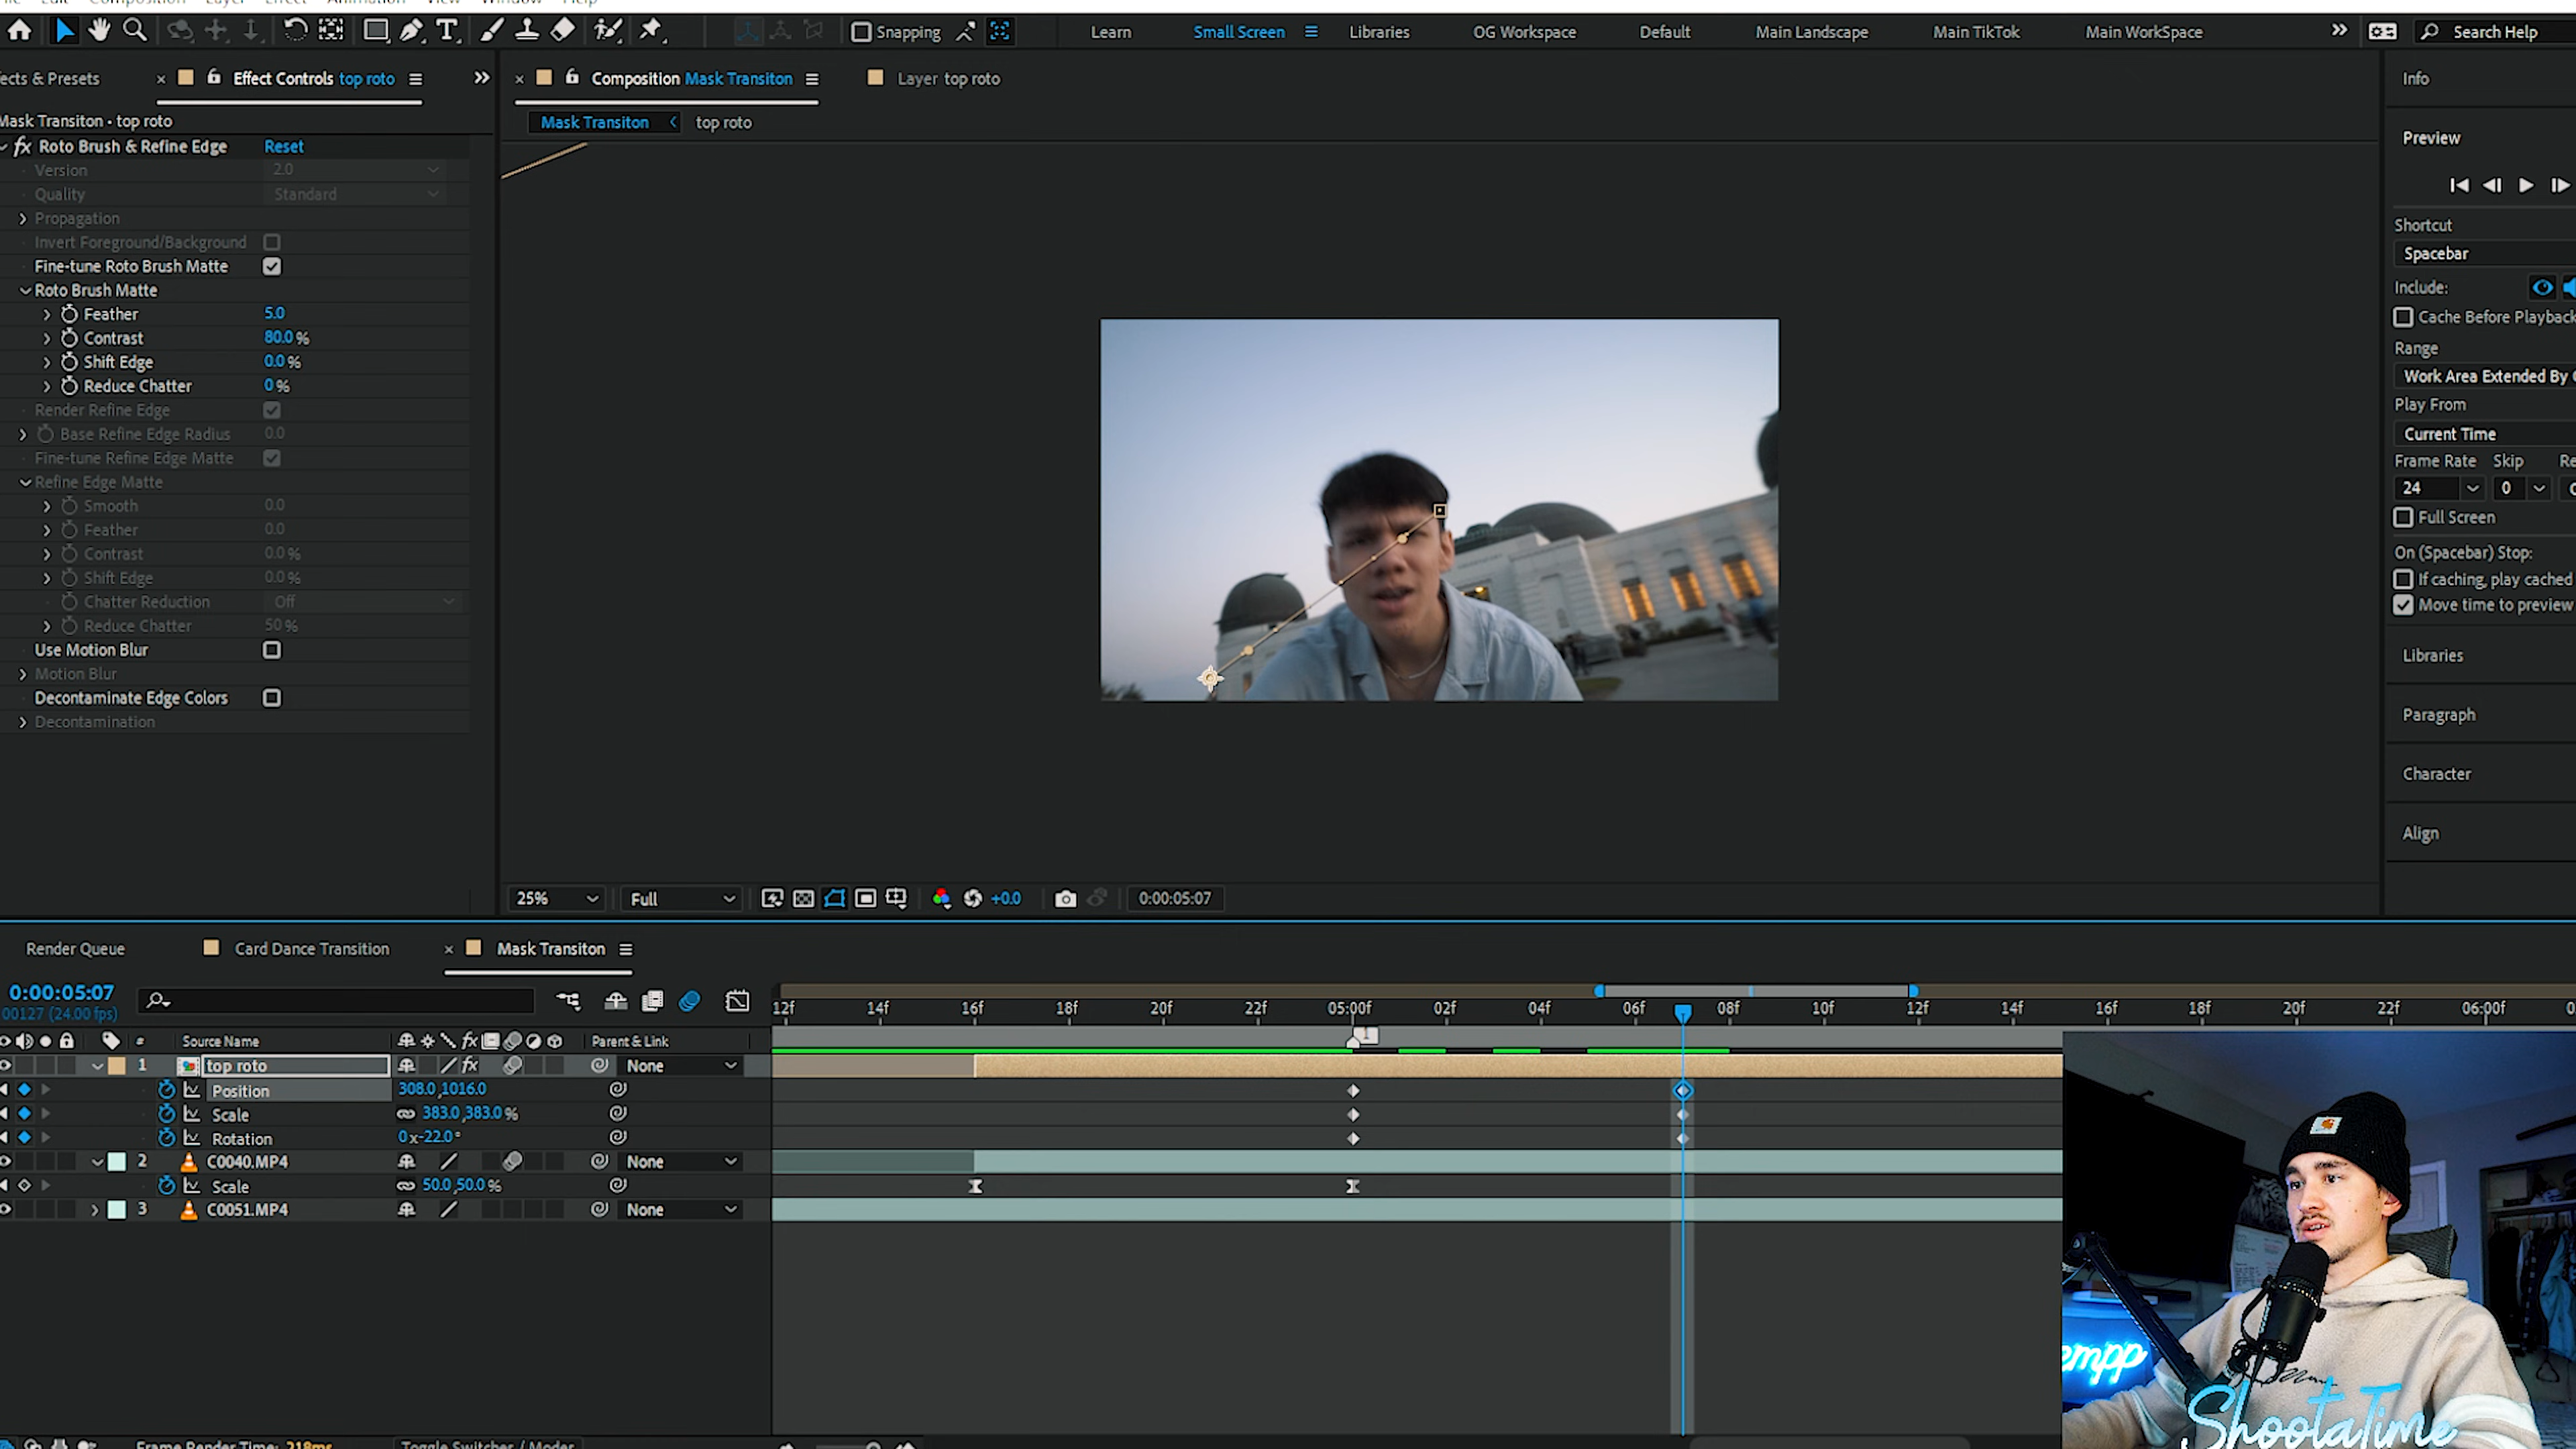 Snapping
Learn
Small Screen
Libraries
OG Workspace
Default
Main Landscape
Main TikTok
Main WorkSpace
Search Help
ects & Presets
Effect Controls top roto
Composition Mask Transiton
Layer top roto
Info
Mask Transiton • top roto
Mask Transiton
top roto
Preview
fx Roto Brush & Refine Edge Reset
Version 2.0
Quality Standard
Propagation
Invert Foreground/Background
Fine-tune Roto Brush Matte
Roto Brush Matte
Feather 5.0
Contrast 80.0 %
Shift Edge 0.0 %
Reduce Chatter 0 %
Render Refine Edge
Base Refine Edge Radius 0.0
Fine-tune Refine Edge Matte
Refine Edge Matte
Smooth 0.0
Feather 0.0
Contrast 0.0 %
Shift Edge 0.0 %
Chatter Reduction Off
Reduce Chatter 50 %
Use Motion Blur
Motion Blur
Decontaminate Edge Colors
Decontamination
Shortcut
Spacebar
Include:
Cache Before Playback
Range
Work Area Extended By
Play From
Current Time
Frame Rate Skip Re
24 0
Full Screen
On (Spacebar) Stop:
If caching, play cached
Move time to preview
Libraries
Paragraph
Character
Align
25% Full +0.0 0:00:05:07
Render Queue
Card Dance Transition
Mask Transiton
0:00:05:07
00127 (24.00 fps)
12f 14f 16f 18f 20f 22f 05:00f 02f 04f 06f 08f 10f 12f 14f 16f 18f 20f 22f 06:00f
# Source Name fx Parent & Link
1
1 top roto fx None
Position 308.0,1016.0
Scale 383.0,383.0 %
Rotation 0x-22.0°
2 C0040.MP4 None
Scale 50.0,50.0 %
3 C0051.MP4 None
Frame Render Time: 218ms
Toggle Switches / Modes
empp
ShootaTime